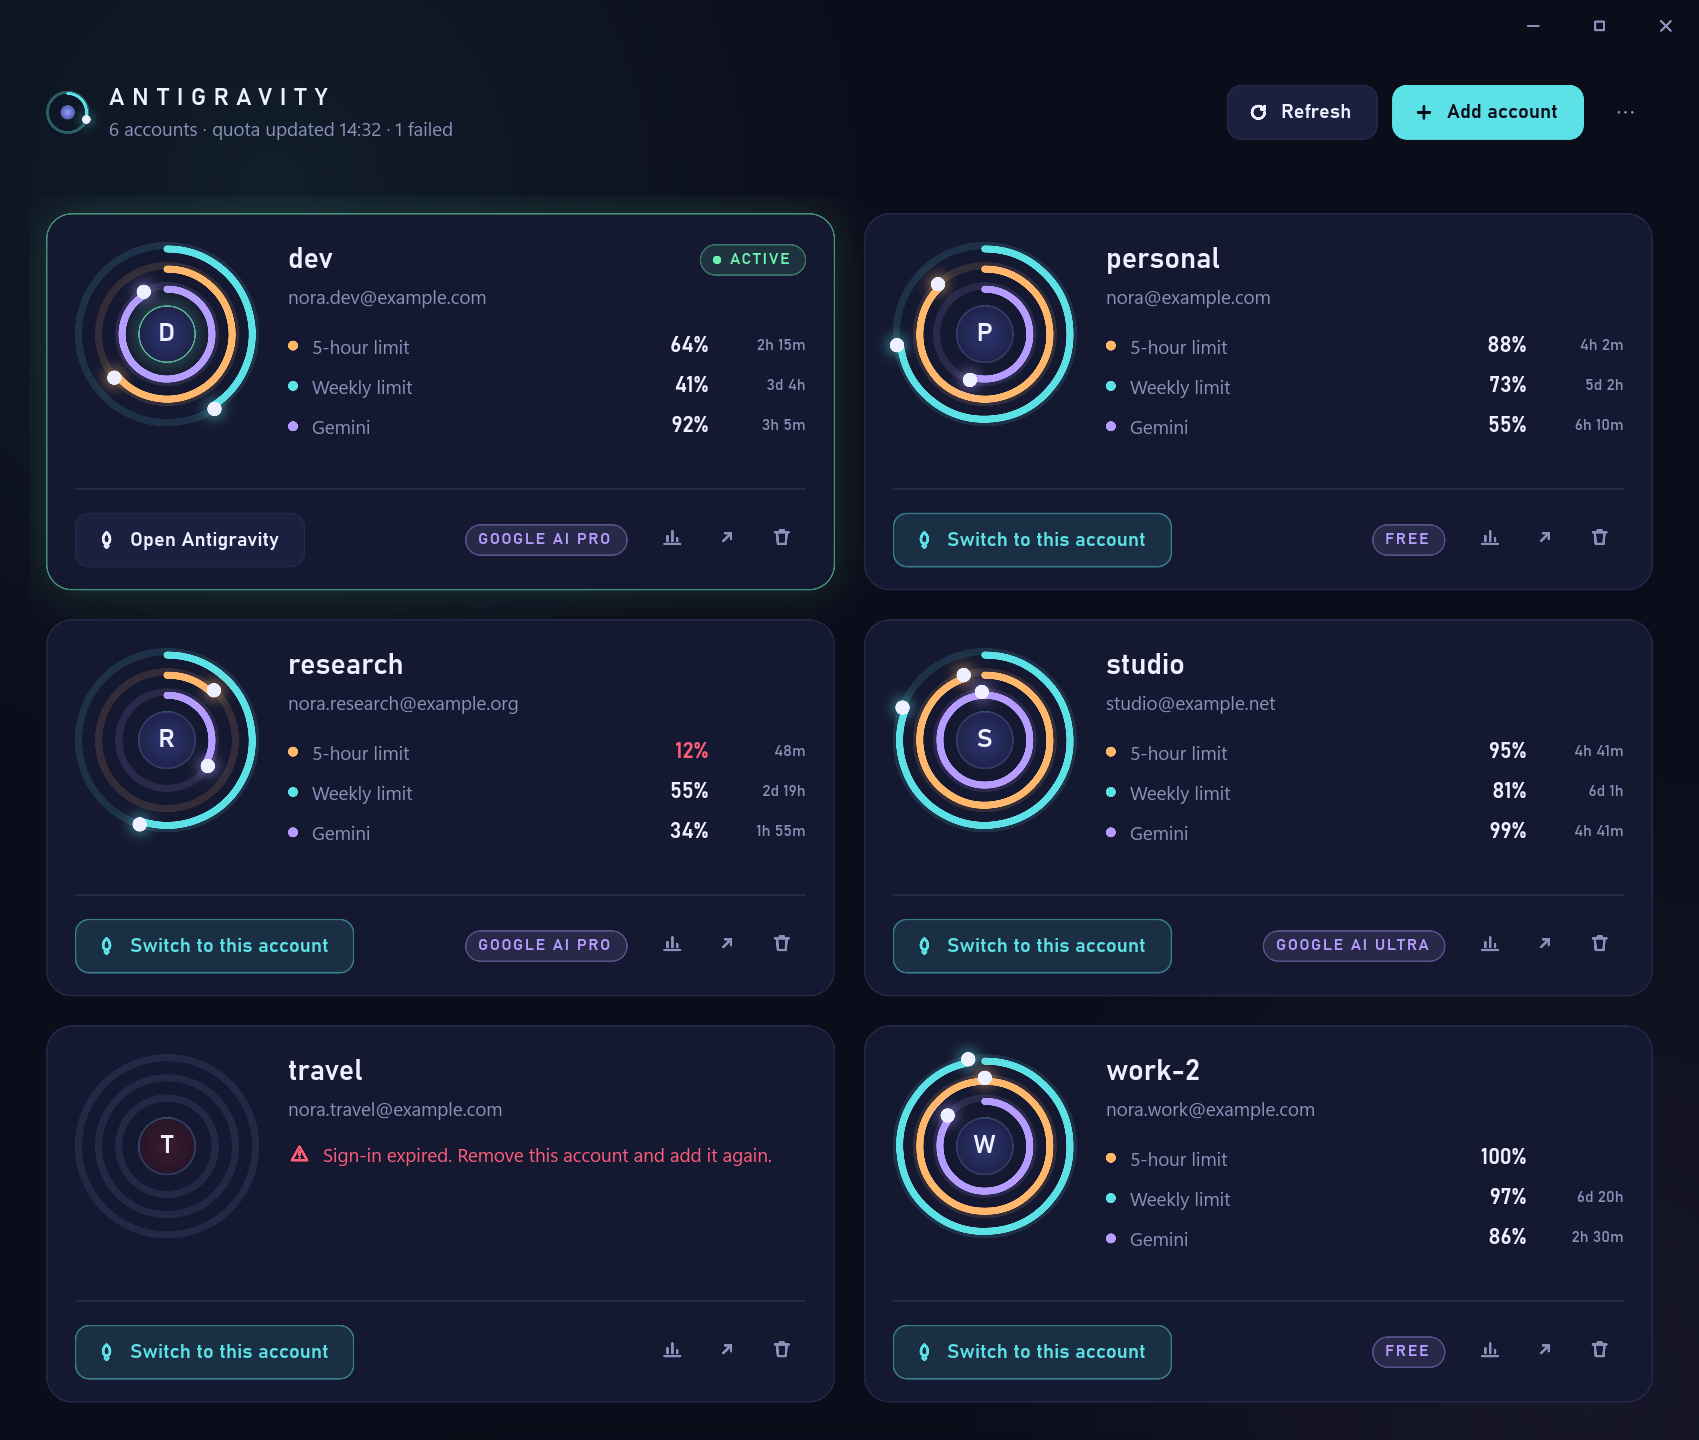 ANTIGRAVITY
6 accounts · quota updated 14:32 · 1 failed
Refresh
Add account
D
dev
ACTIVE
nora.dev@example.com
5-hour limit 64% 2h 15m
Weekly limit 41% 3d 4h
Gemini 92% 3h 5m
Open Antigravity
GOOGLE AI PRO
P
personal
nora@example.com
5-hour limit 88% 4h 2m
Weekly limit 73% 5d 2h
Gemini 55% 6h 10m
Switch to this account
FREE
R
research
nora.research@example.org
5-hour limit 12% 48m
Weekly limit 55% 2d 19h
Gemini 34% 1h 55m
Switch to this account
GOOGLE AI PRO
S
studio
studio@example.net
5-hour limit 95% 4h 41m
Weekly limit 81% 6d 1h
Gemini 99% 4h 41m
Switch to this account
GOOGLE AI ULTRA
T
travel
nora.travel@example.com
Sign-in expired. Remove this account and add it again.
Switch to this account
W
work-2
nora.work@example.com
5-hour limit 100%
Weekly limit 97% 6d 20h
Gemini 86% 2h 30m
Switch to this account
FREE